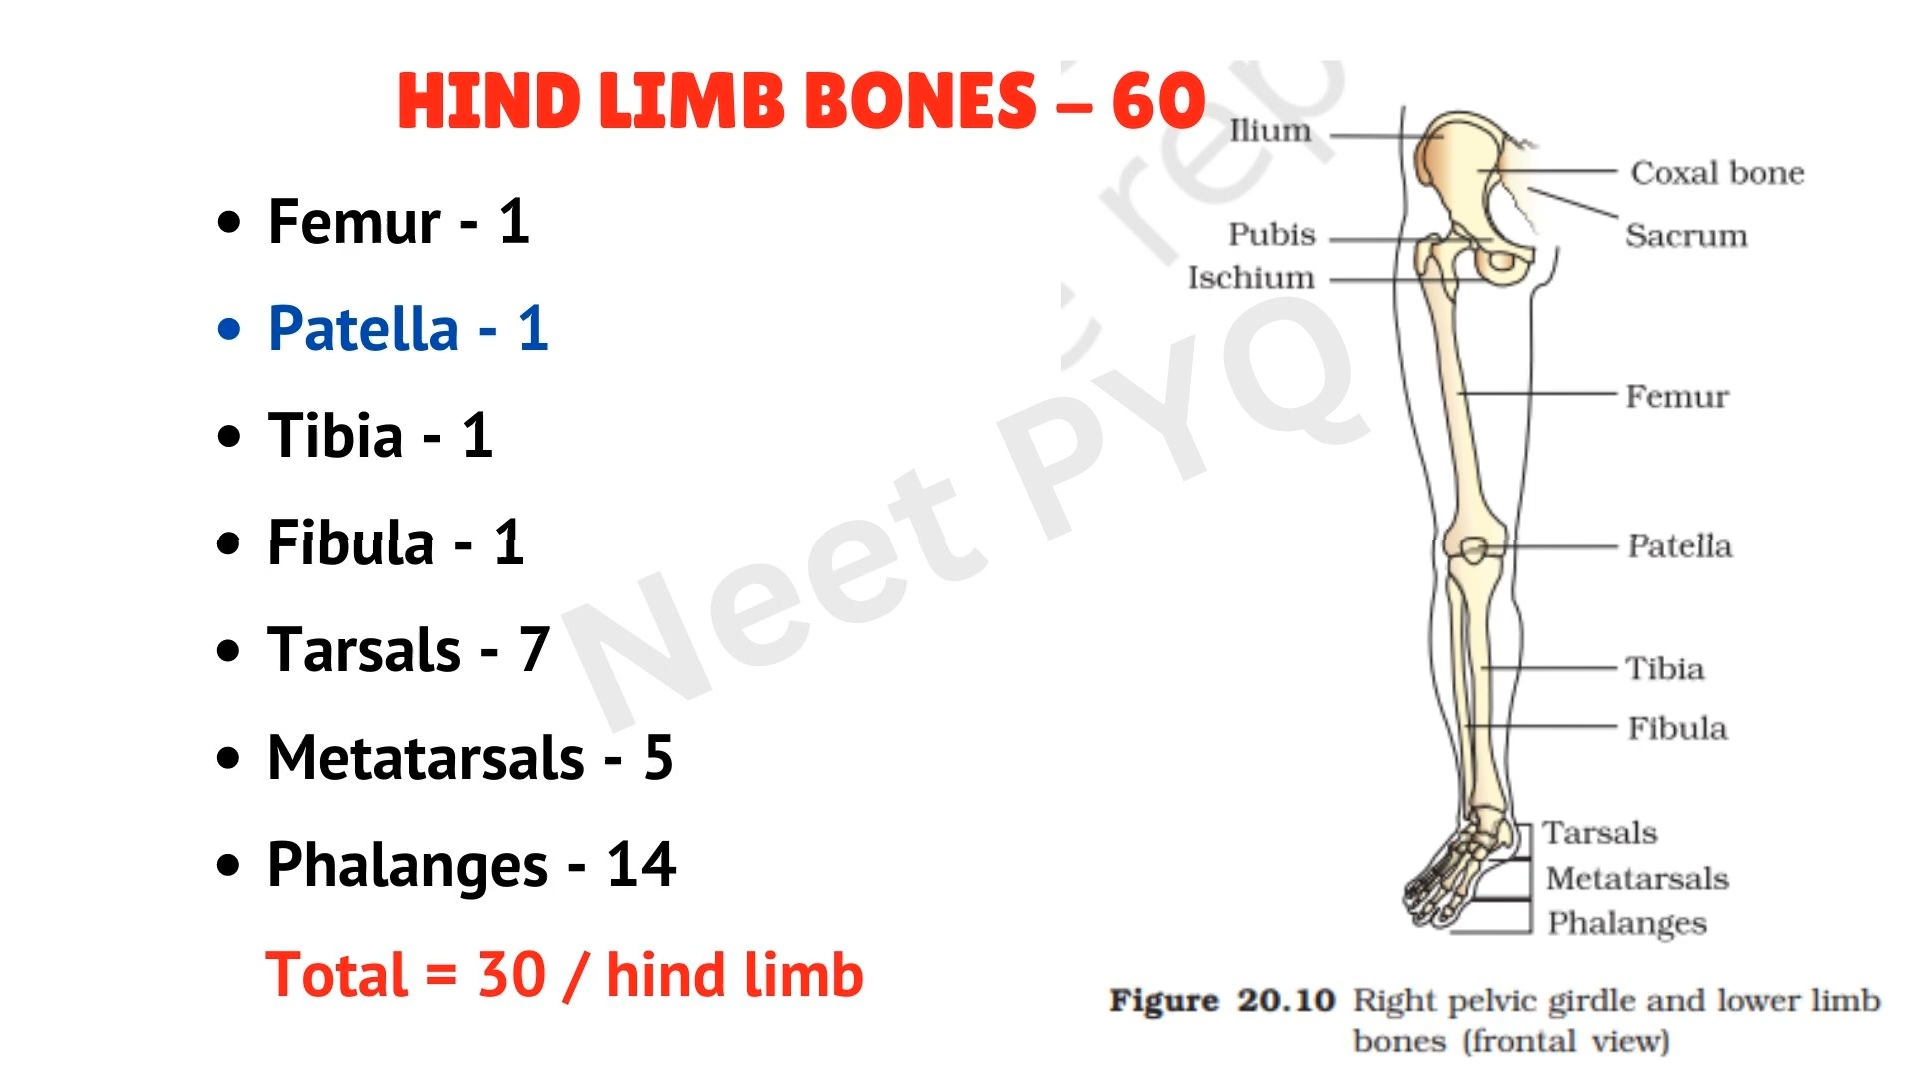 HIND LIMB BONES – 60
• Femur - 1
• Patella - 1
• Tibia - 1
• Fibula - 1
• Tarsals - 7
• Metatarsals - 5
• Phalanges - 14
Total = 30 / hind limb
Neet PYQ
rep
Ilium
Coxal bone
Pubis
Sacrum
Ischium
Femur
Patella
Tibia
Fibula
Tarsals
Metatarsals
Phalanges
Figure 20.10 Right pelvic girdle and lower limb
bones (frontal view)